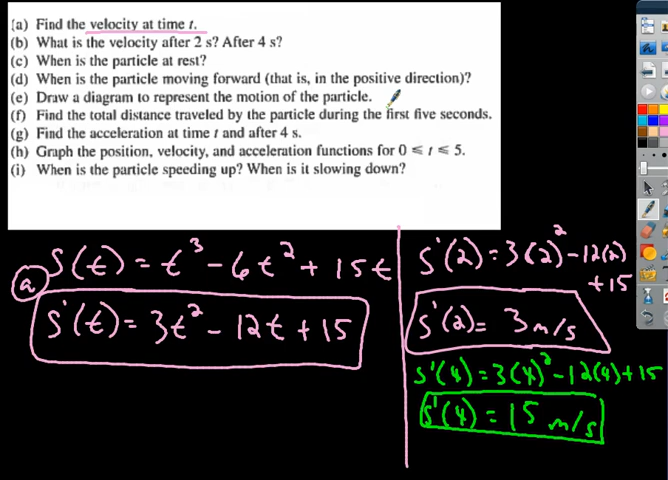 (a) Find the velocity at time t.
(b) What is the velocity after 2 s? After 4 s?
(c) When is the particle at rest?
(d) When is the particle moving forward (that is, in the positive direction)?
(e) Draw a diagram to represent the motion of the particle.
(f) Find the total distance traveled by the particle during the first five seconds.
(g) Find the acceleration at time t and after 4 s.
(h) Graph the position, velocity, and acceleration functions for 0 ⩽ t ⩽ 5.
(i) When is the particle speeding up? When is it slowing down?
S(t) = t³ - 6t² + 15t
(a)
S'(t) = 3t² - 12t + 15
S'(2) = 3(2)² - 12(2)
+ 15
S'(2) = 3 m/s
S'(4) = 3(4)² - 12(4) + 15
S'(4) = 15 m/s